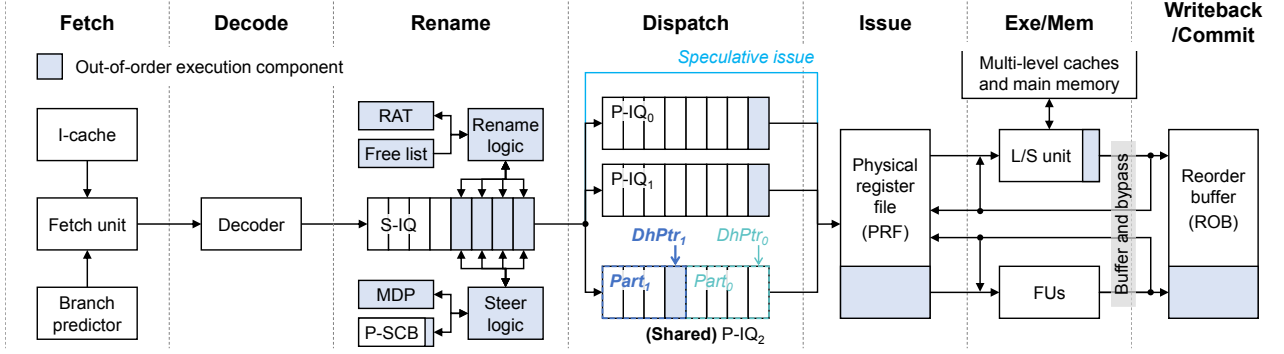 Fetch
Decode
Rename
Dispatch
Issue
Exe/Mem
Writeback
/Commit
Out-of-order execution component
Speculative issue
Multi-level caches
and main memory
I-cache
RAT
Free list
Rename
logic
P-IQ0
P-IQ1
Physical
register
file
(PRF)
L/S unit
Reorder
buffer
(ROB)
Fetch unit
Decoder
S-IQ
Buffer and bypass
DhPtr1
DhPtr0
Part1
Part0
Branch
predictor
MDP
P-SCB
Steer
logic
FUs
(Shared) P-IQ2